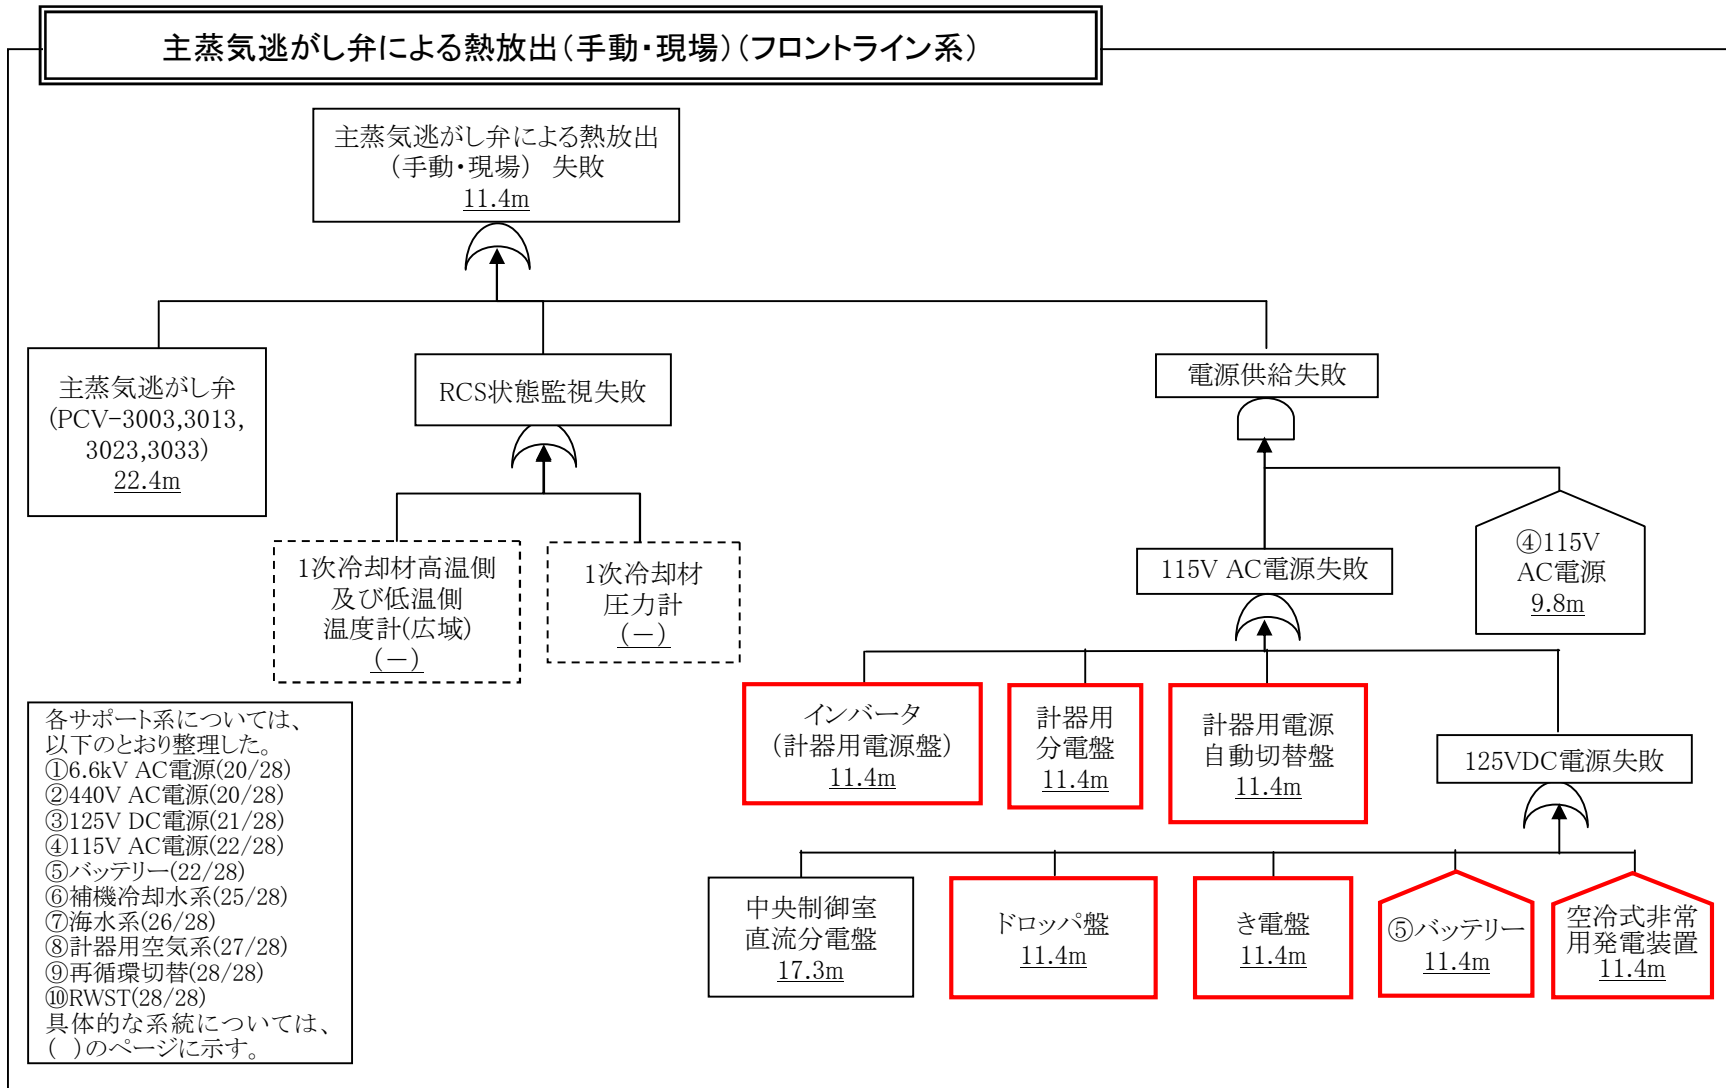 主蒸気逃がし弁による熱放出(手動・現場)(フロントライン系)
主蒸気逃がし弁による熱放出
(手動・現場) 失敗
11.4m
主蒸気逃がし弁
(PCV-3003,3013,
3023,3033)
22.4m
RCS状態監視失敗
電源供給失敗
1次冷却材高温側
及び低温側
温度計(広域)
(－)
1次冷却材
圧力計
(－)
115V AC電源失敗
④115V
AC電源
9.8m
インバータ
(計器用電源盤)
11.4m
計器用
分電盤
11.4m
計器用電源
自動切替盤
11.4m
125VDC電源失敗
中央制御室
直流分電盤
17.3m
ドロッパ盤
11.4m
き電盤
11.4m
⑤バッテリー
11.4m
空冷式非常
用発電装置
11.4m
各サポート系については、
以下のとおり整理した。
①6.6kV AC電源(20/28)
②440V AC電源(20/28)
③125V DC電源(21/28)
④115V AC電源(22/28)
⑤バッテリー(22/28)
⑥補機冷却水系(25/28)
⑦海水系(26/28)
⑧計器用空気系(27/28)
⑨再循環切替(28/28)
⑩RWST(28/28)
具体的な系統については、
( )のページに示す。